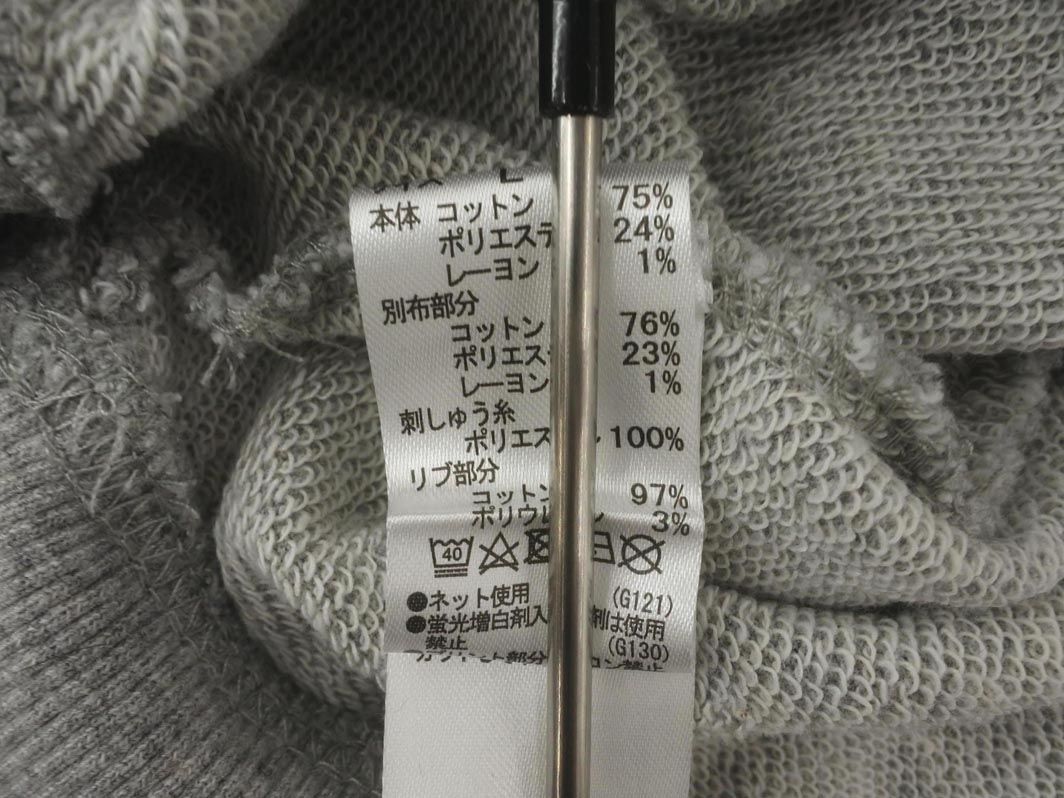 L
本体 コットン 75%
ポリエステ 24%
レーヨン 1%
別布部分
コットン 76%
ポリエス 23%
レーヨン 1%
刺しゅう糸
ポリエス ル 100%
リブ部分
コットン 97%
ポリウレ ン 3%
40
●ネット使用 (G121)
●蛍光増白剤入 剤は使用
禁止 (G130)